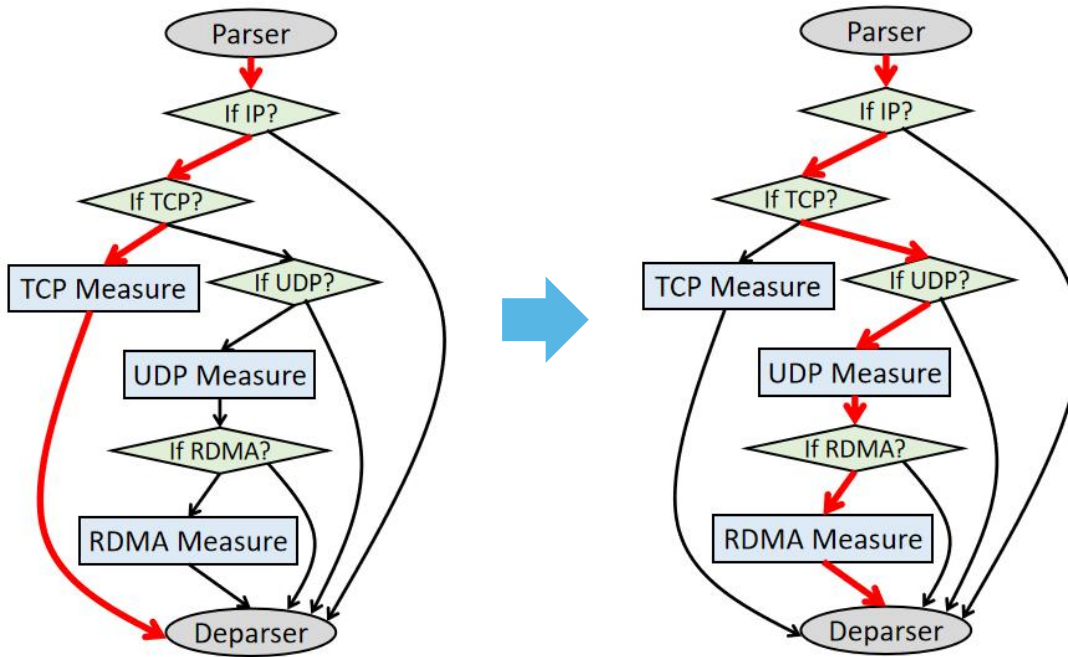 Parser
If IP?
If TCP?
TCP Measure
If UDP?
UDP Measure
If RDMA?
RDMA Measure
Deparser
Parser
If IP?
If TCP?
TCP Measure
If UDP?
UDP Measure
If RDMA?
RDMA Measure
Deparser